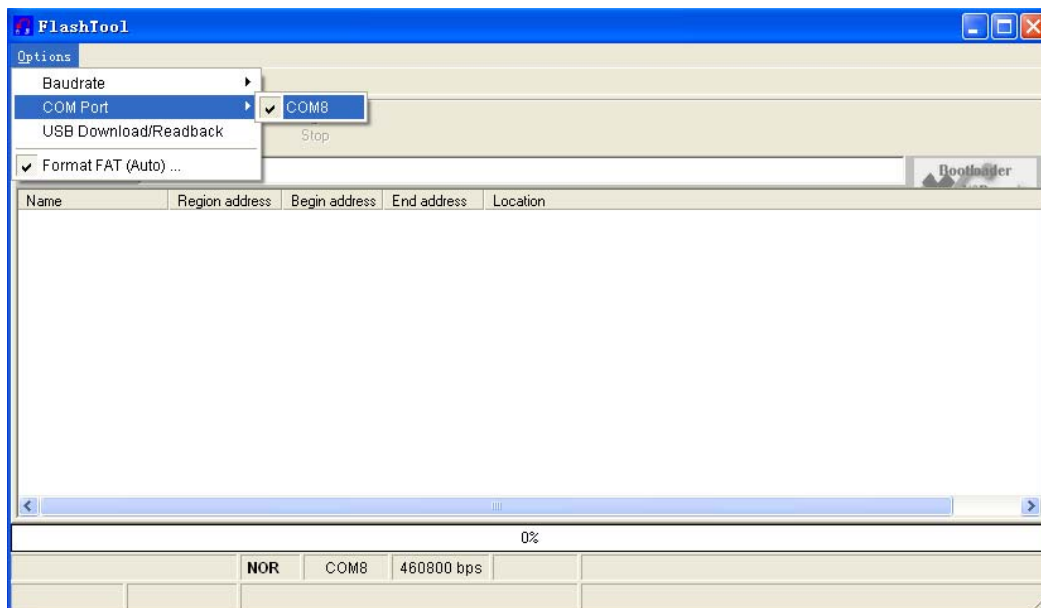 FlashTool
Options
Baudrate
COM Port
COM8
USB Download/Readback
Stop
Format FAT (Auto) ...
Bootloader
Name Region address Begin address End address Location
0%
NOR COM8 460800 bps